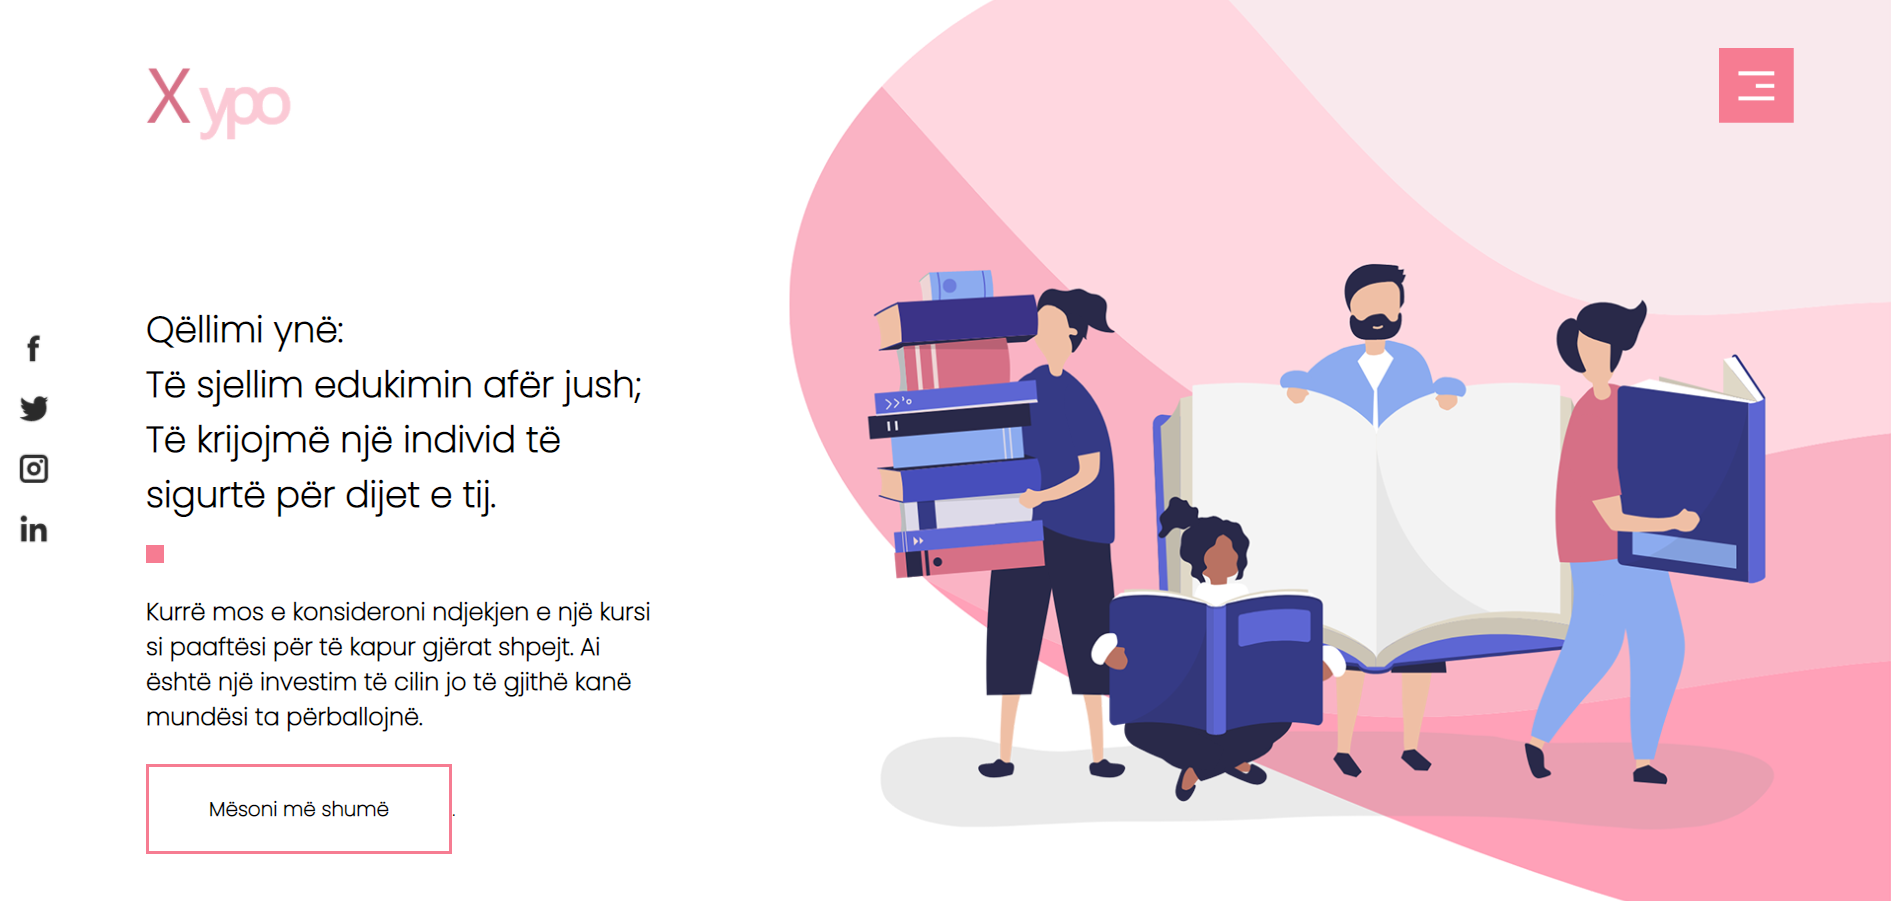 X ypo
Qëllimi ynë:
Të sjellim edukimin afër jush;
Të krijojmë një individ të
sigurtë për dijet e tij.
Kurrë mos e konsideroni ndjekjen e një kursi
si paaftësi për të kapur gjërat shpejt. Ai
është një investim të cilin jo të gjithë kanë
mundësi ta përballojnë.
Mësoni më shumë .